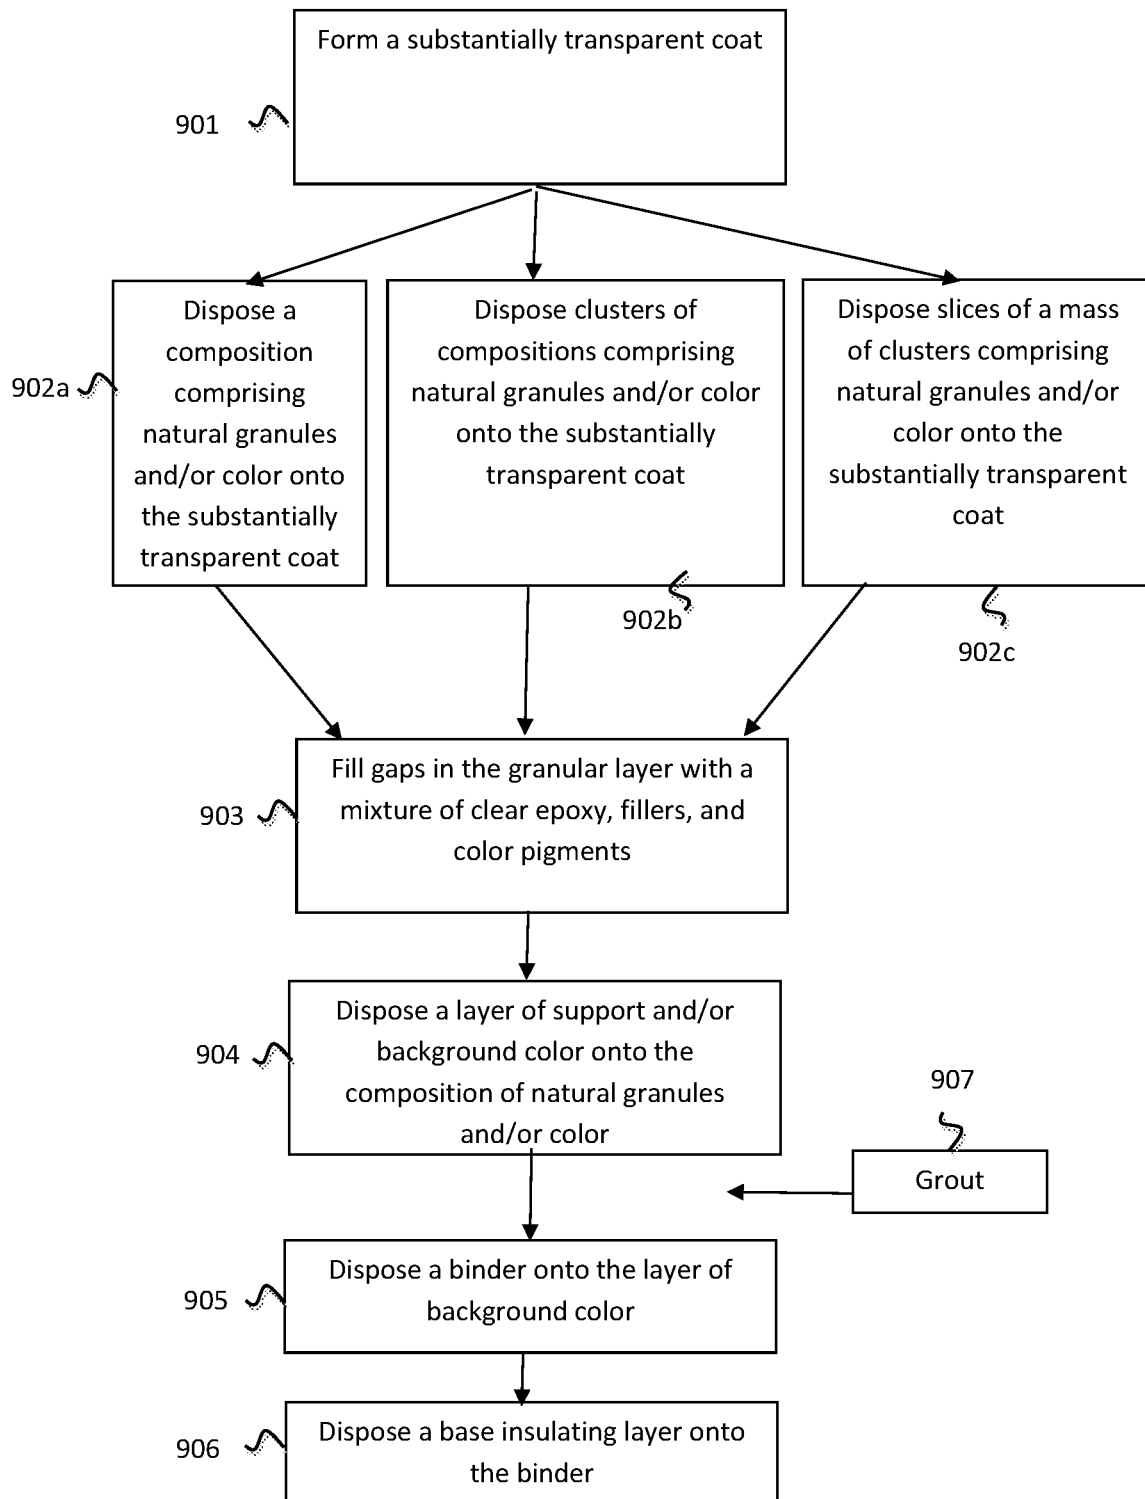 Form a substantially transparent coat
901
Dispose a
composition
comprising
natural granules
and/or color onto
the substantially
transparent coat
902a
Dispose clusters of
compositions comprising
natural granules and/or color
onto the substantially
transparent coat
902b
Dispose slices of a mass
of clusters comprising
natural granules and/or
color onto the
substantially transparent
coat
902c
Fill gaps in the granular layer with a
mixture of clear epoxy, fillers, and
color pigments
903
Dispose a layer of support and/or
background color onto the
composition of natural granules
and/or color
904
907
Grout
Dispose a binder onto the layer of
background color
905
Dispose a base insulating layer onto
the binder
906